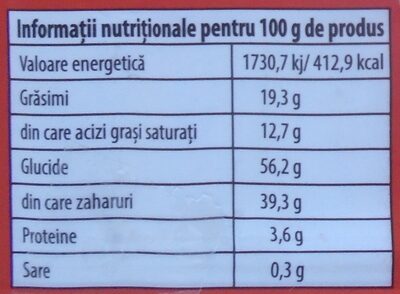 Informații nutriționale pentru 100 g de produs
Valoare energetică 1730,7 kj/ 412,9 kcal
Grăsimi 19,3 g
din care acizi grași saturați 12,7 g
Glucide 56,2 g
din care zaharuri 39,3 g
Proteine 3,6 g
Sare 0,3 g